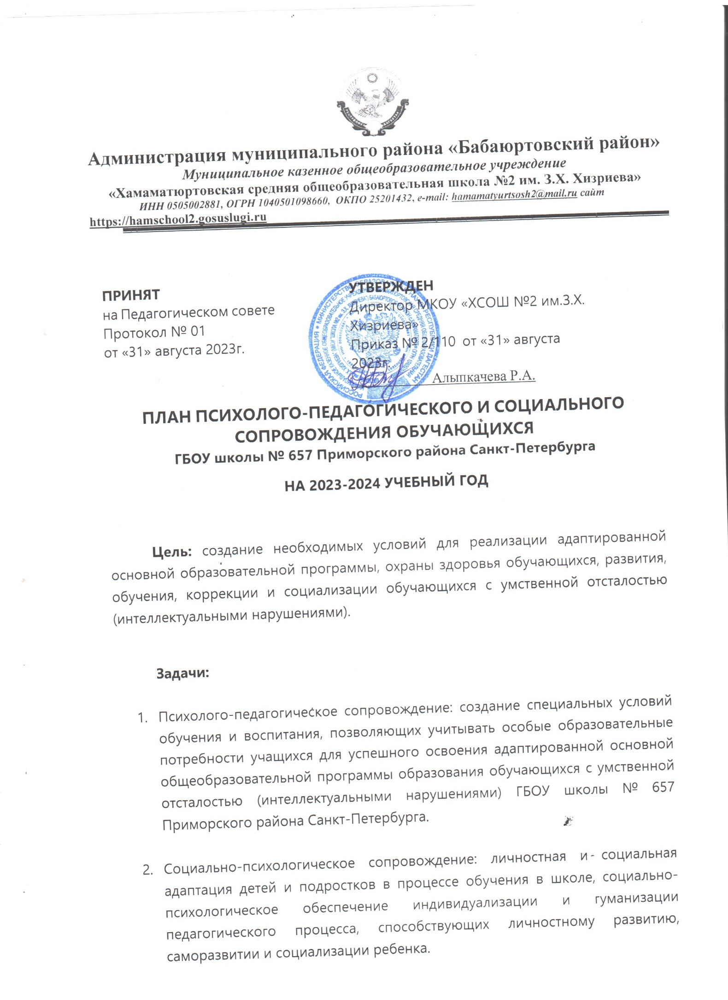 Администрация муниципального района «Бабаюртовский район»
Муниципальное казенное общеобразовательное учреждение
«Хамаматюртовская средняя общеобразовательная школа №2 им. З.Х. Хизриева»
ИНН 0505002881, ОГРН 1040501098660, ОКПО 25201432, e-mail: hamamatyurtsosh2@mail.ru сайт
https://hamschool2.gosuslugi.ru
ПРИНЯТ
на Педагогическом совете
Протокол № 01
от «31» августа 2023г.
УТВЕРЖДЕН
Директор МКОУ «ХСОШ №2 им.З.Х.
Хизриева»
Приказ № 2/110 от «31» августа
2023г.
Алыпкачева Р.А.
РОССИЙСКАЯ ФЕДЕРАЦИЯ • МИНИСТЕРСТВО ОБРАЗОВАНИЯ И НАУКИ РЕСПУБЛИКИ ДАГЕСТАН
ПЛАН ПСИХОЛОГО-ПЕДАГОГИЧЕСКОГО И СОЦИАЛЬНОГО
СОПРОВОЖДЕНИЯ ОБУЧАЮЩИХСЯ
ГБОУ школы № 657 Приморского района Санкт-Петербурга
НА 2023-2024 УЧЕБНЫЙ ГОД
Цель: создание необходимых условий для реализации адаптированной
основной образовательной программы, охраны здоровья обучающихся, развития,
обучения, коррекции и социализации обучающихся с умственной отсталостью
(интеллектуальными нарушениями).
Задачи:
1. Психолого-педагогическое сопровождение: создание специальных условий
обучения и воспитания, позволяющих учитывать особые образовательные
потребности учащихся для успешного освоения адаптированной основной
общеобразовательной программы образования обучающихся с умственной
отсталостью (интеллектуальными нарушениями) ГБОУ школы № 657
Приморского района Санкт-Петербурга.
2. Социально-психологическое сопровождение: личностная и социальная
адаптация детей и подростков в процессе обучения в школе, социально-
психологическое обеспечение индивидуализации и гуманизации
педагогического процесса, способствующих личностному развитию,
саморазвитии и социализации ребенка.